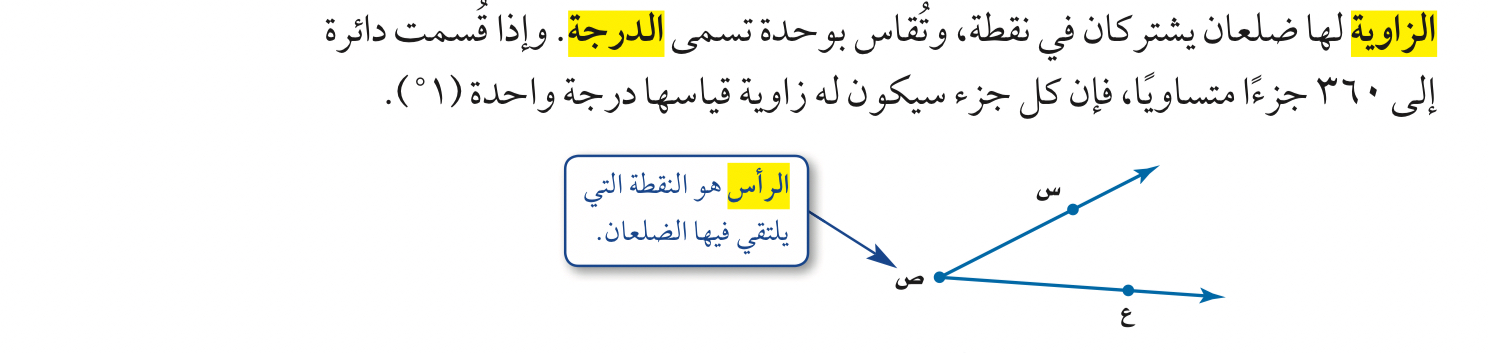 الزاوية لها ضلعان يشتركان في نقطة، وتُقاس بوحدة تسمى الدرجة. وإذا قُسمت دائرة
إلى ٣٦٠ جزءًا متساويًا، فإن كل جزء سيكون له زاوية قياسها درجة واحدة (١°).
الرأس هو النقطة التي
يلتقي فيها الضلعان.
س
ص
ع